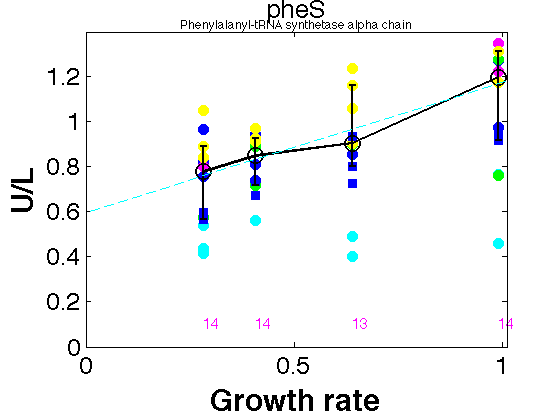 pheS
Phenylalanyl-tRNA synthetase alpha chain
1.2
1
0.8
0.6
0.4
0.2
0
U/L
14 14 13 14
0 0.5 1
Growth rate